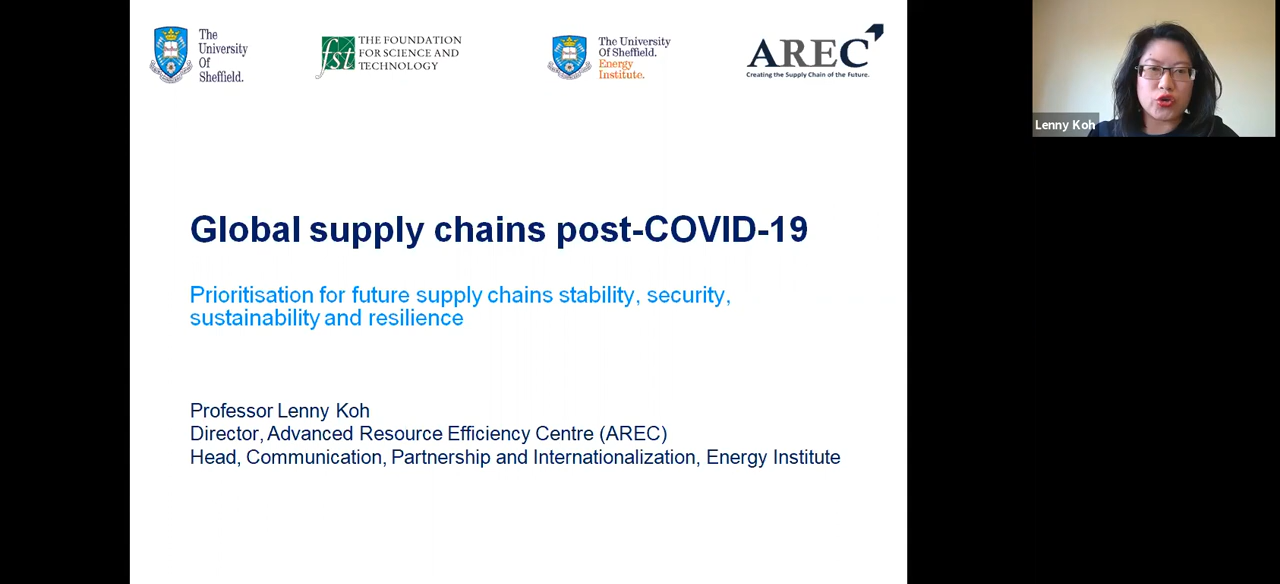 The
University
Of
Sheffield.
fst
THE FOUNDATION
FOR SCIENCE AND
TECHNOLOGY
The University
Of Sheffield.
Energy
Institute.
AREC
Creating the Supply Chain of the Future.
Lenny Koh
Global supply chains post-COVID-19
Prioritisation for future supply chains stability, security,
sustainability and resilience
Professor Lenny Koh
Director, Advanced Resource Efficiency Centre (AREC)
Head, Communication, Partnership and Internationalization, Energy Institute